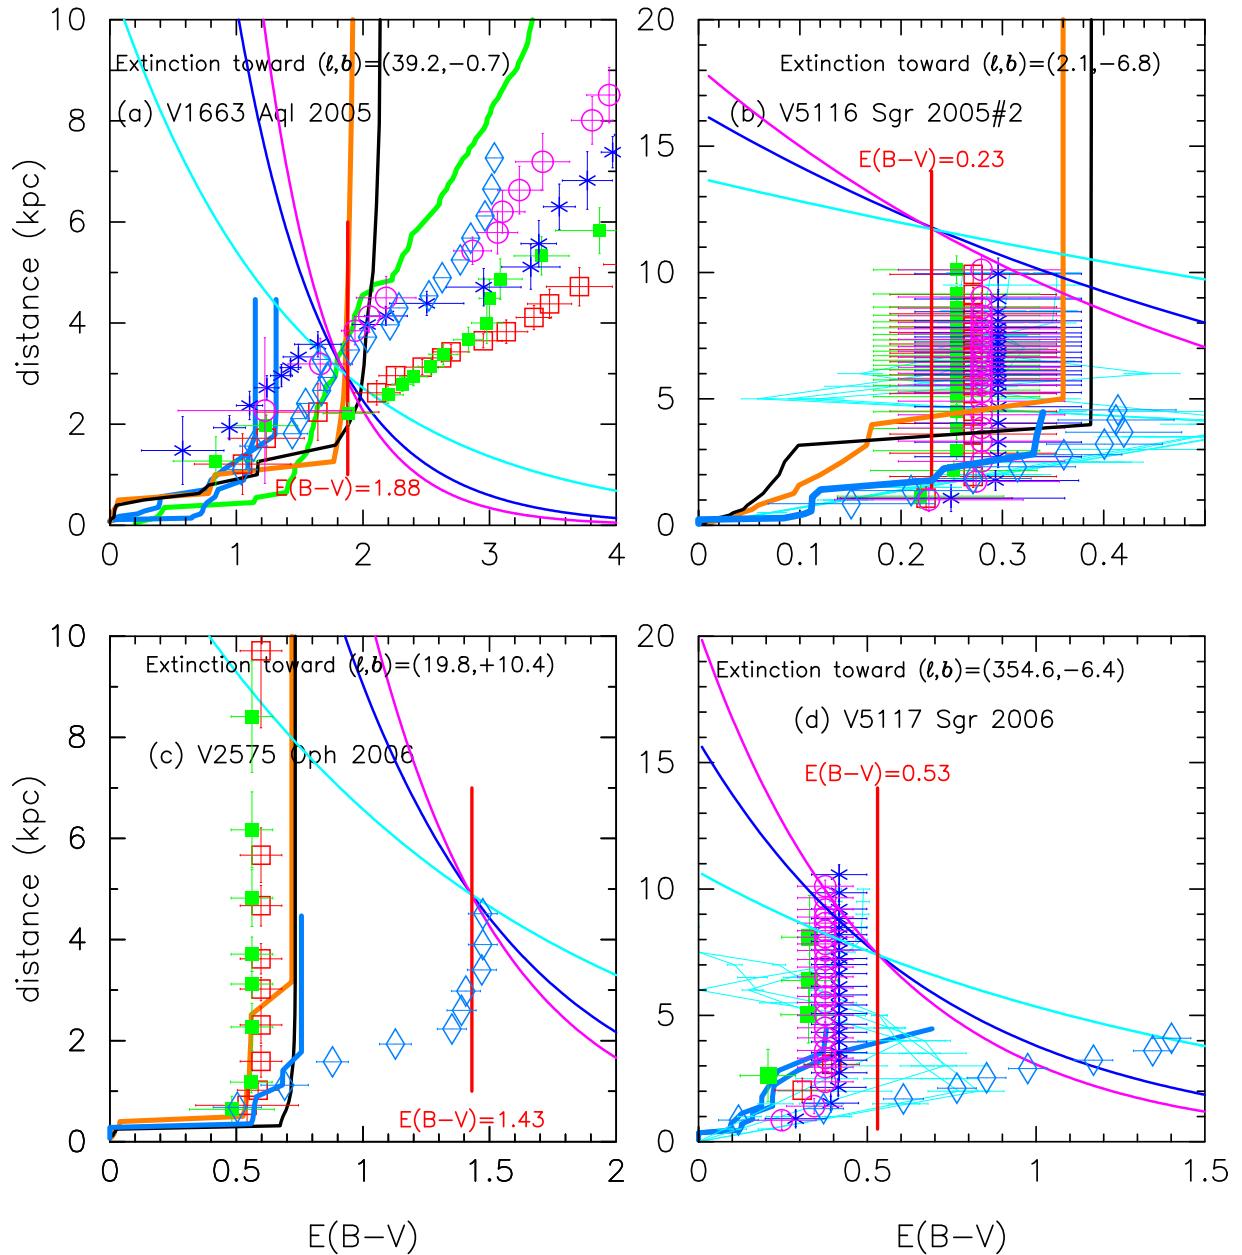 10
8
6
4
2
0
distance (kpc)
Extinction toward (ℓ,b)=(39.2,−0.7)
(a) V1663 Aql 2005
E(B−V)=1.88
0 1 2 3 4
20
15
10
5
0
Extinction toward (ℓ,b)=(2.1,−6.8)
(b) V5116 Sgr 2005#2
E(B−V)=0.23
0 0.1 0.2 0.3 0.4
10
8
6
4
2
0
distance (kpc)
Extinction toward (ℓ,b)=(19.8,+10.4)
(c) V2575 Oph 2006
E(B−V)=1.43
0 0.5 1 1.5 2
E(B−V)
20
15
10
5
0
Extinction toward (ℓ,b)=(354.6,−6.4)
(d) V5117 Sgr 2006
E(B−V)=0.53
0 0.5 1 1.5
E(B−V)